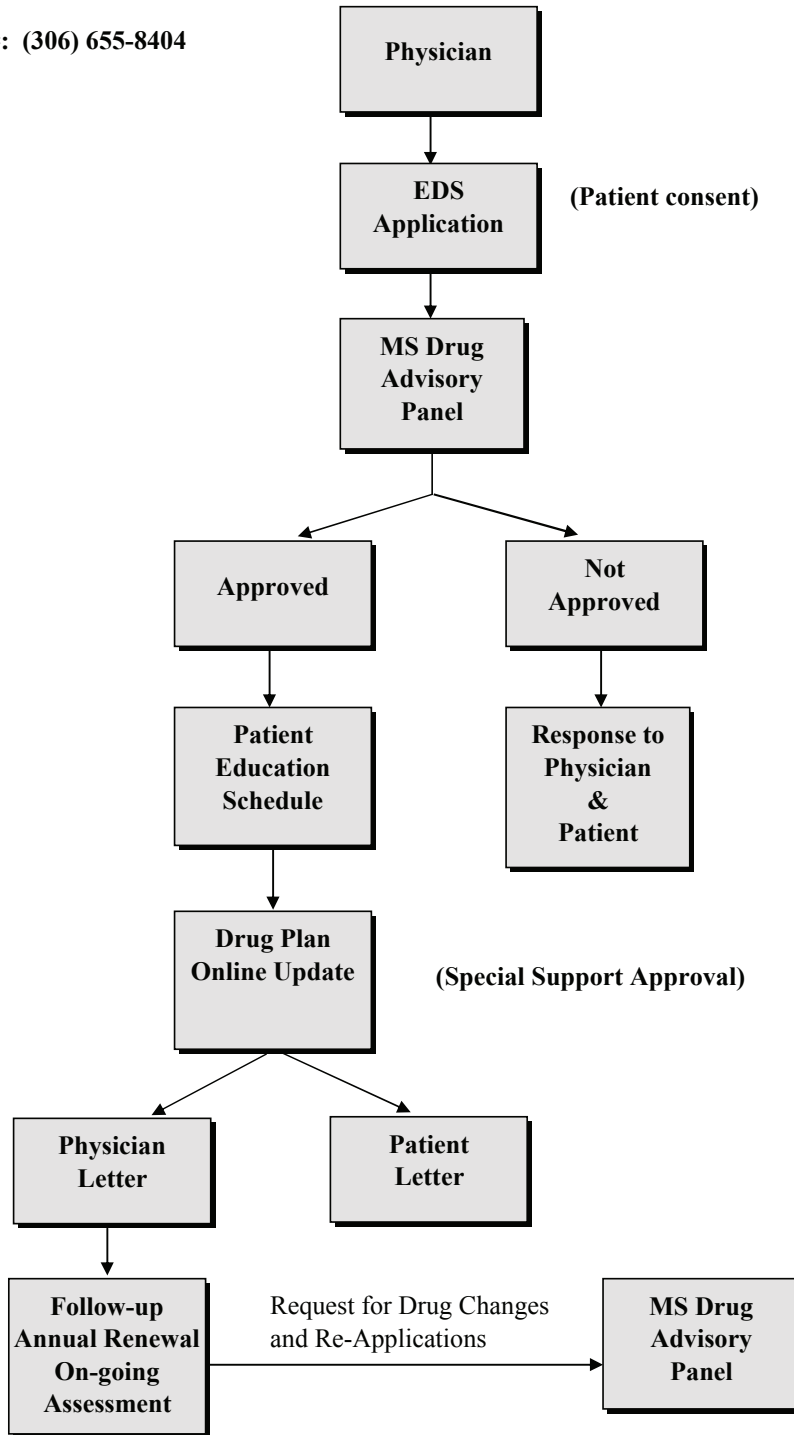 : (306) 655-8404
Physician
EDS
Application
(Patient consent)
MS Drug
Advisory
Panel
Approved
Not
Approved
Patient
Education
Schedule
Response to
Physician
&
Patient
Drug Plan
Online Update
(Special Support Approval)
Physician
Letter
Patient
Letter
Follow-up
Annual Renewal
On-going
Assessment
Request for Drug Changes
and Re-Applications
MS Drug
Advisory
Panel